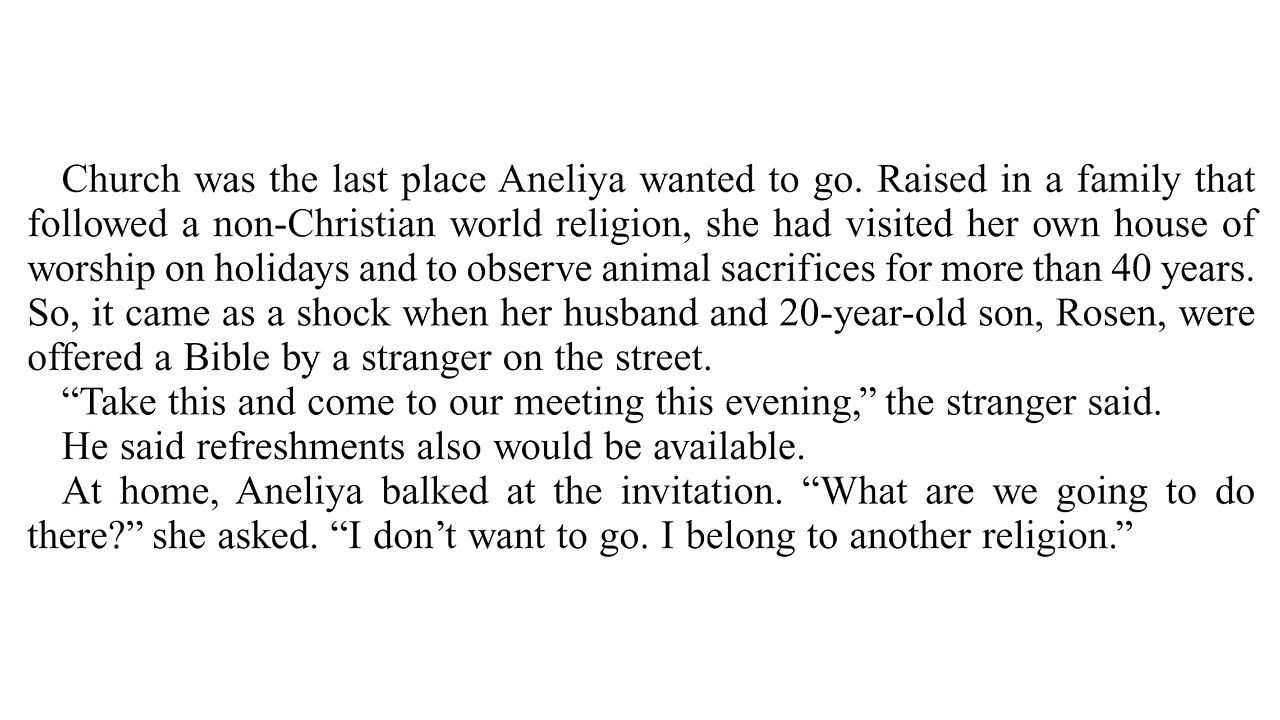 Church was the last place Aneliya wanted to go. Raised in a family that
followed a non-Christian world religion, she had visited her own house of
worship on holidays and to observe animal sacrifices for more than 40 years.
So, it came as a shock when her husband and 20-year-old son, Rosen, were
offered a Bible by a stranger on the street.
“Take this and come to our meeting this evening,” the stranger said.
He said refreshments also would be available.
At home, Aneliya balked at the invitation. “What are we going to do
there?” she asked. “I don’t want to go. I belong to another religion.”